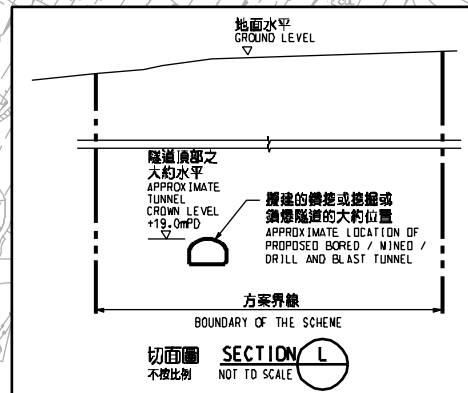 地面水平
GROUND LEVEL
隧道頂部之
大約水平
APPROXIMATE
TUNNEL
CROWN LEVEL
+19.0mPD
擬建的鑽挖或挖掘或
鑽爆隧道的大約位置
APPROXIMATE LOCATION OF
PROPOSED BORED / MINED /
DRILL AND BLAST TUNNEL
方案界線
BOUNDARY OF THE SCHEME
切面圖 SECTION L
不按比例 NOT TO SCALE